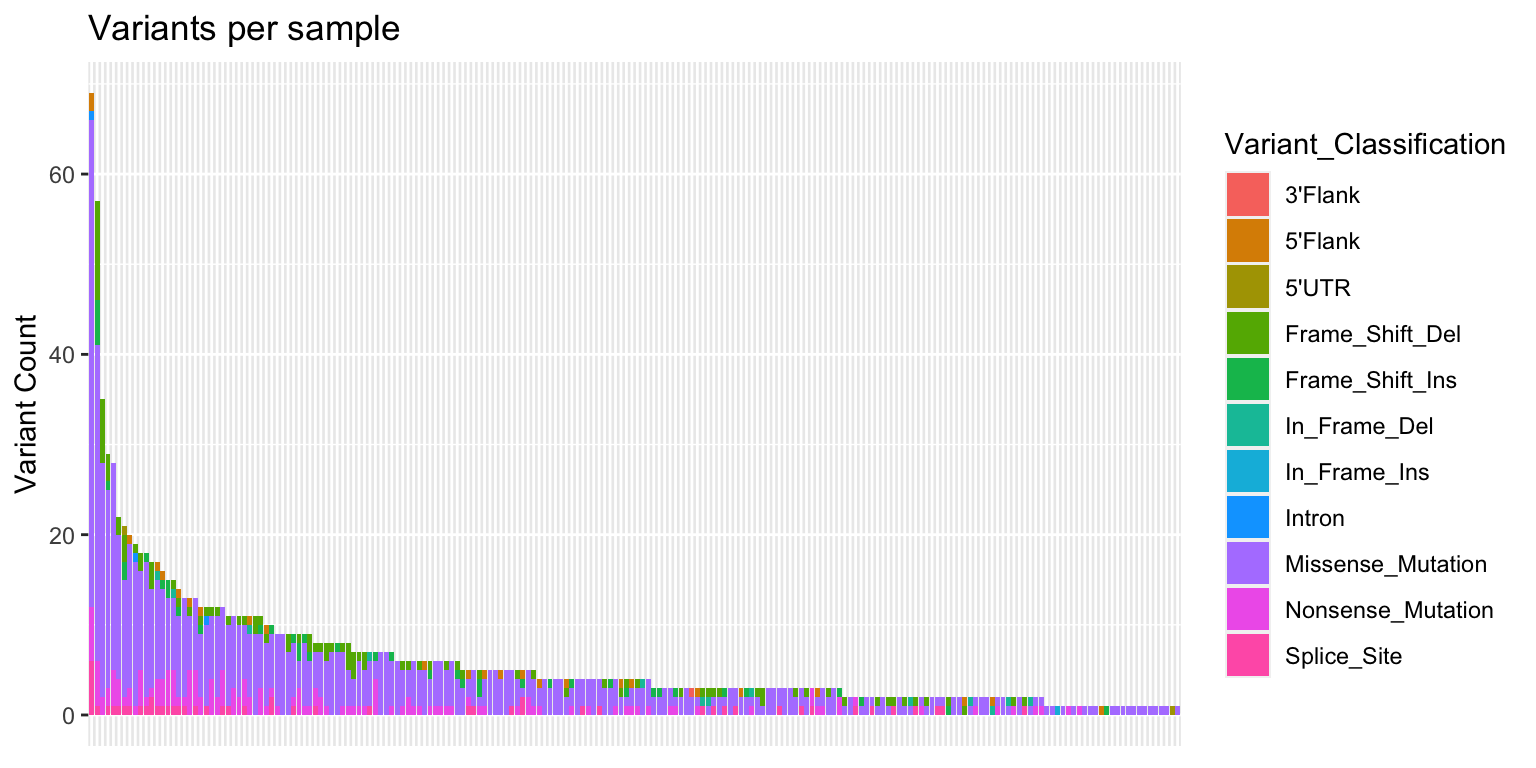 Variants per sample
Variant Count
60
40
20
0
Variant_Classification
3'Flank
5'Flank
5'UTR
Frame_Shift_Del
Frame_Shift_Ins
In_Frame_Del
In_Frame_Ins
Intron
Missense_Mutation
Nonsense_Mutation
Splice_Site